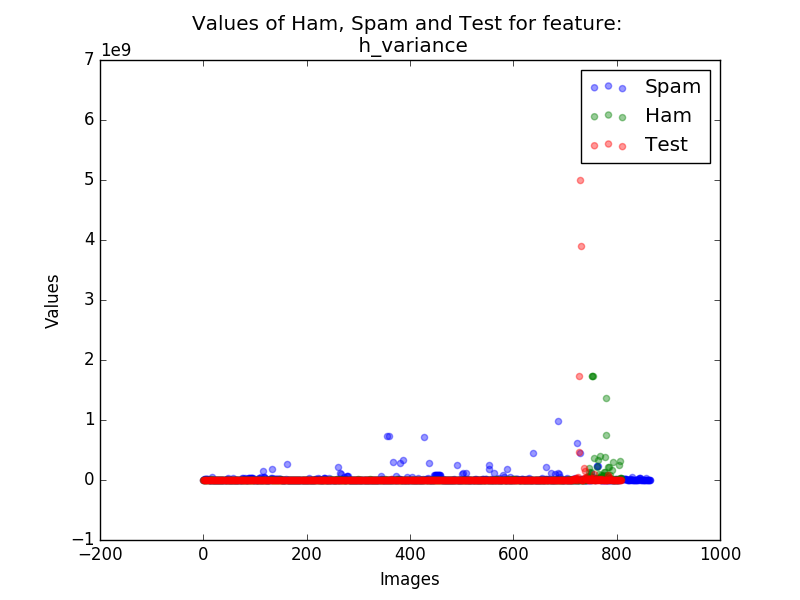 Values of Ham, Spam and Test for feature:
h_variance
1e9
7
6
5
4
3
2
1
0
−1
Values
Spam
Ham
Test
−200
0
200
400
600
800
1000
Images